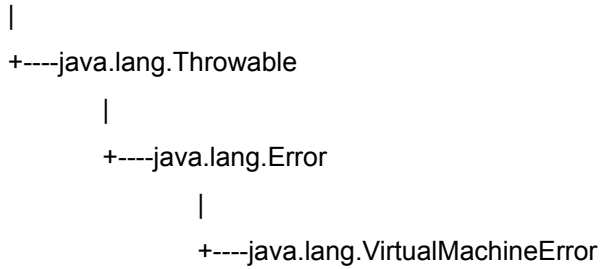 |
+----java.lang.Throwable
|
+----java.lang.Error
|
+----java.lang.VirtualMachineError